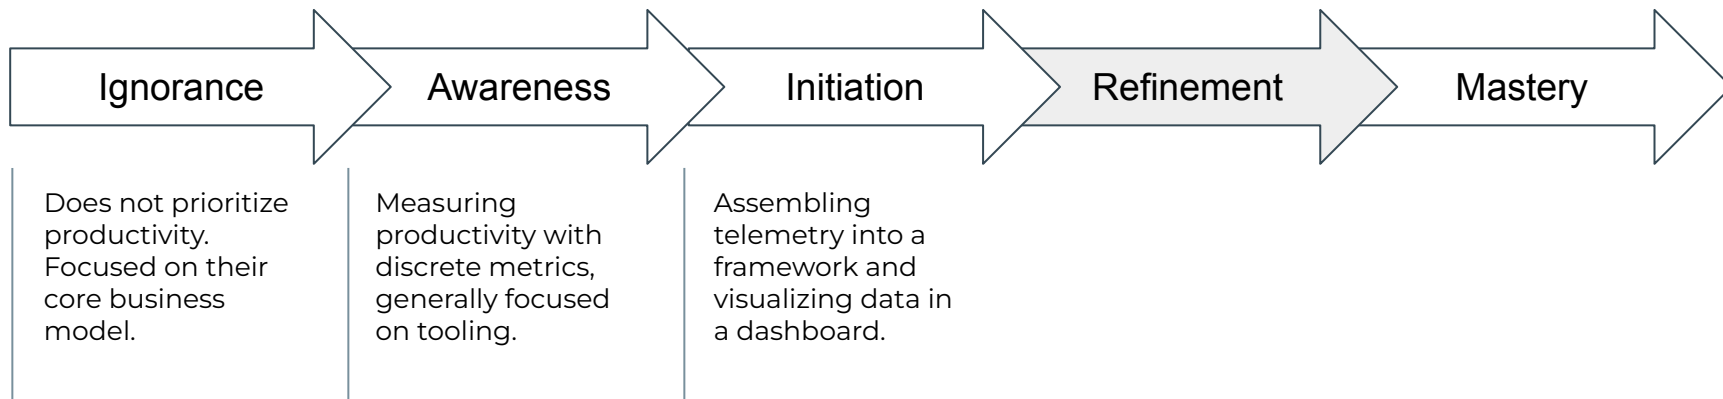 Ignorance
Awareness
Initiation
Refinement
Mastery
Does not prioritize
productivity.
Focused on their
core business
model.
Measuring
productivity with
discrete metrics,
generally focused
on tooling.
Assembling
telemetry into a
framework and
visualizing data in
a dashboard.